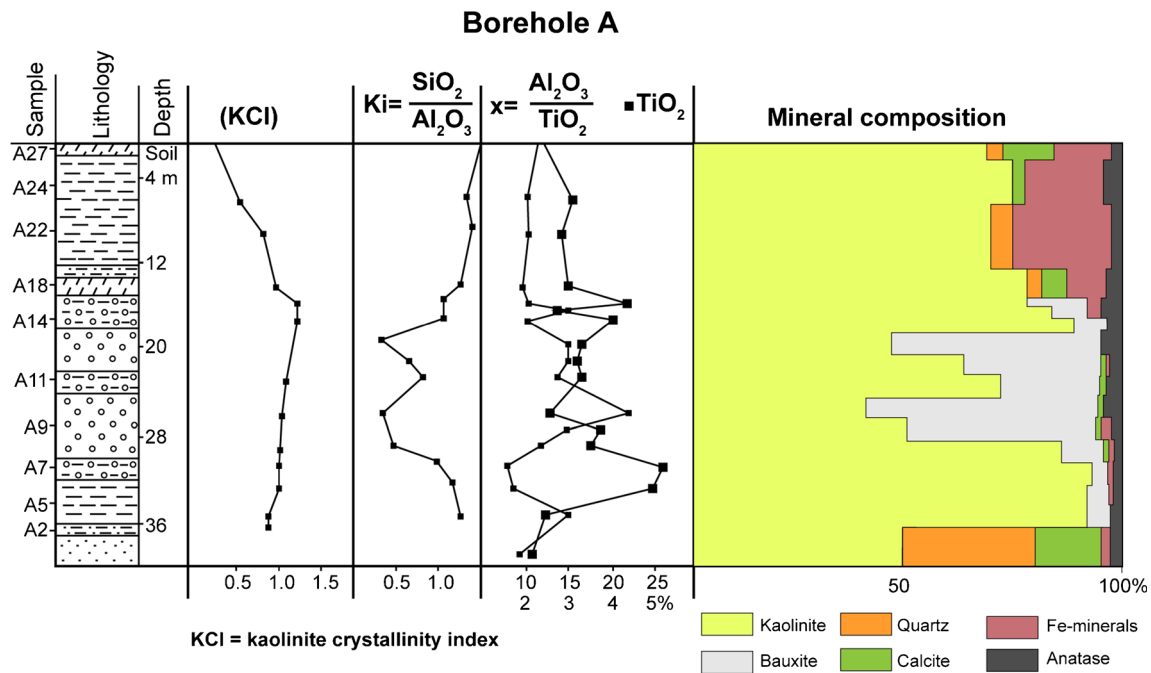 Borehole A
Sample
Lithology
Depth
(KCI)
Ki= SiO₂ / Al₂O₃
x= Al₂O₃ / TiO₂
■TiO₂
Mineral composition
A27
A24
A22
A18
A14
A11
A9
A7
A5
A2
Soil
4 m
12
20
28
36
0.5 1.0 1.5
0.5 1.0
10 15 20 25
2 3 4 5%
50 100%
KCI = kaolinite crystallinity index
Kaolinite Quartz Fe-minerals
Bauxite Calcite Anatase